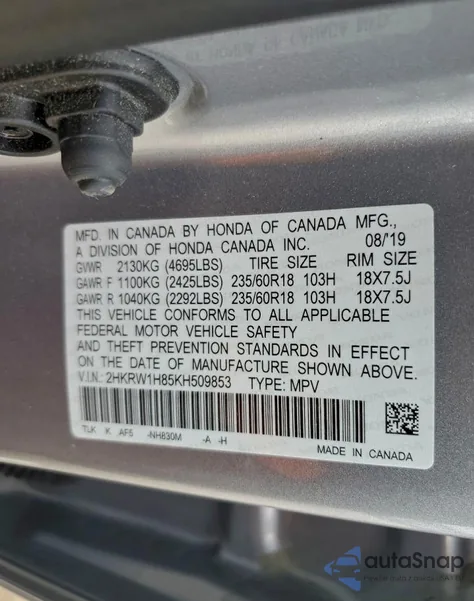 MFD. IN CANADA BY HONDA OF CANADA MFG.,
A DIVISION OF HONDA CANADA INC. 08/'19
GVWR 2130KG (4695LBS) TIRE SIZE RIM SIZE
GAWR F 1100KG (2425LBS) 235/60R18 103H 18X7.5J
GAWR R 1040KG (2292LBS) 235/60R18 103H 18X7.5J
THIS VEHICLE CONFORMS TO ALL APPLICABLE
FEDERAL MOTOR VEHICLE SAFETY
AND THEFT PREVENTION STANDARDS IN EFFECT
ON THE DATE OF MANUFACTURE SHOWN ABOVE.
V.I.N.: 2HKRW1H85KH509853 TYPE: MPV
TLK K AF5 -NH830M -A -H
MADE IN CANADA
autoSnap